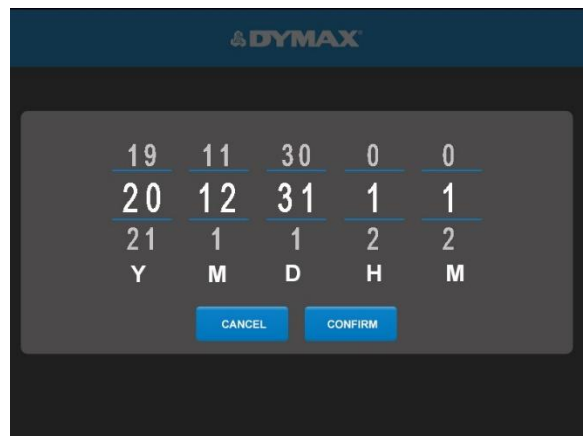 DYMAX
19 11 30 0 0
20 12 31 1 1
21 1 1 2 2
Y M D H M
CANCEL CONFIRM